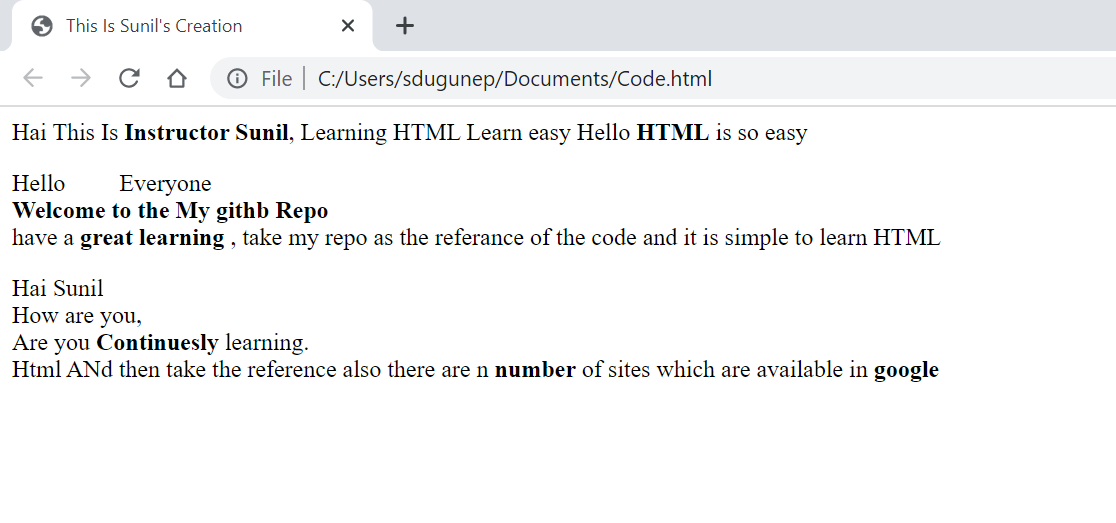 This Is Sunil's Creation
File | C:/Users/sdugunep/Documents/Code.html
Hai This Is Instructor Sunil, Learning HTML Learn easy Hello HTML is so easy
Hello Everyone
Welcome to the My githb Repo
have a great learning , take my repo as the referance of the code and it is simple to learn HTML
Hai Sunil
How are you,
Are you Continuesly learning.
Html ANd then take the reference also there are n number of sites which are available in google